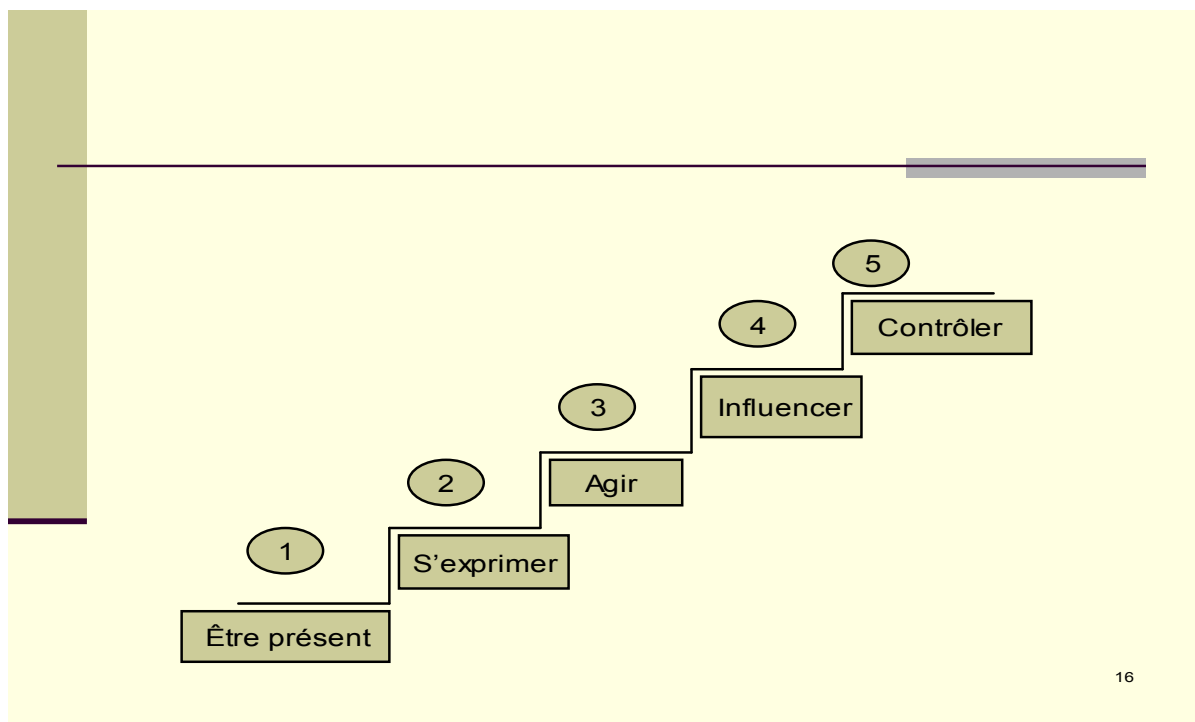 5
Contrôler
4
Influencer
3
Agir
2
S’exprimer
1
Être présent
16